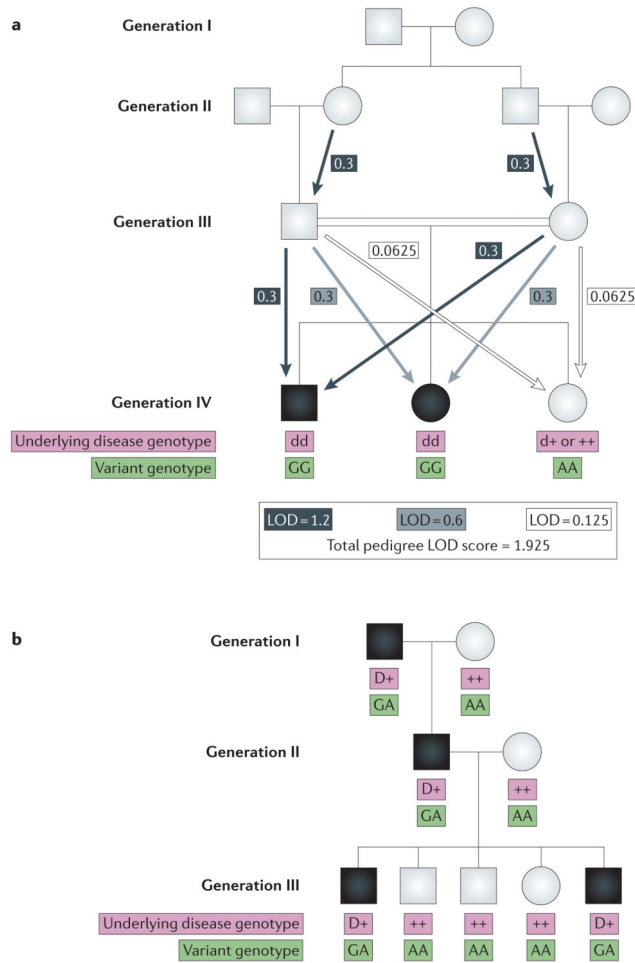 a
Generation I
Generation II
0.3 0.3
Generation III
0.0625 0.3
0.3 0.3 0.3 0.0625
Generation IV
Underlying disease genotype dd dd d+ or ++
Variant genotype GG GG AA
LOD = 1.2 LOD = 0.6 LOD = 0.125
Total pedigree LOD score = 1.925
b
Generation I
D+ ++
GA AA
Generation II
D+ ++
GA AA
Generation III
Underlying disease genotype D+ ++ ++ ++ D+
Variant genotype GA AA AA AA GA